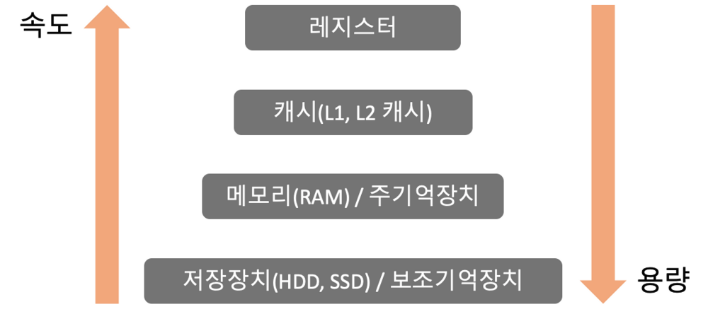 속도
레지스터
캐시(L1, L2 캐시)
메모리(RAM) / 주기억장치
저장장치(HDD, SSD) / 보조기억장치
용량